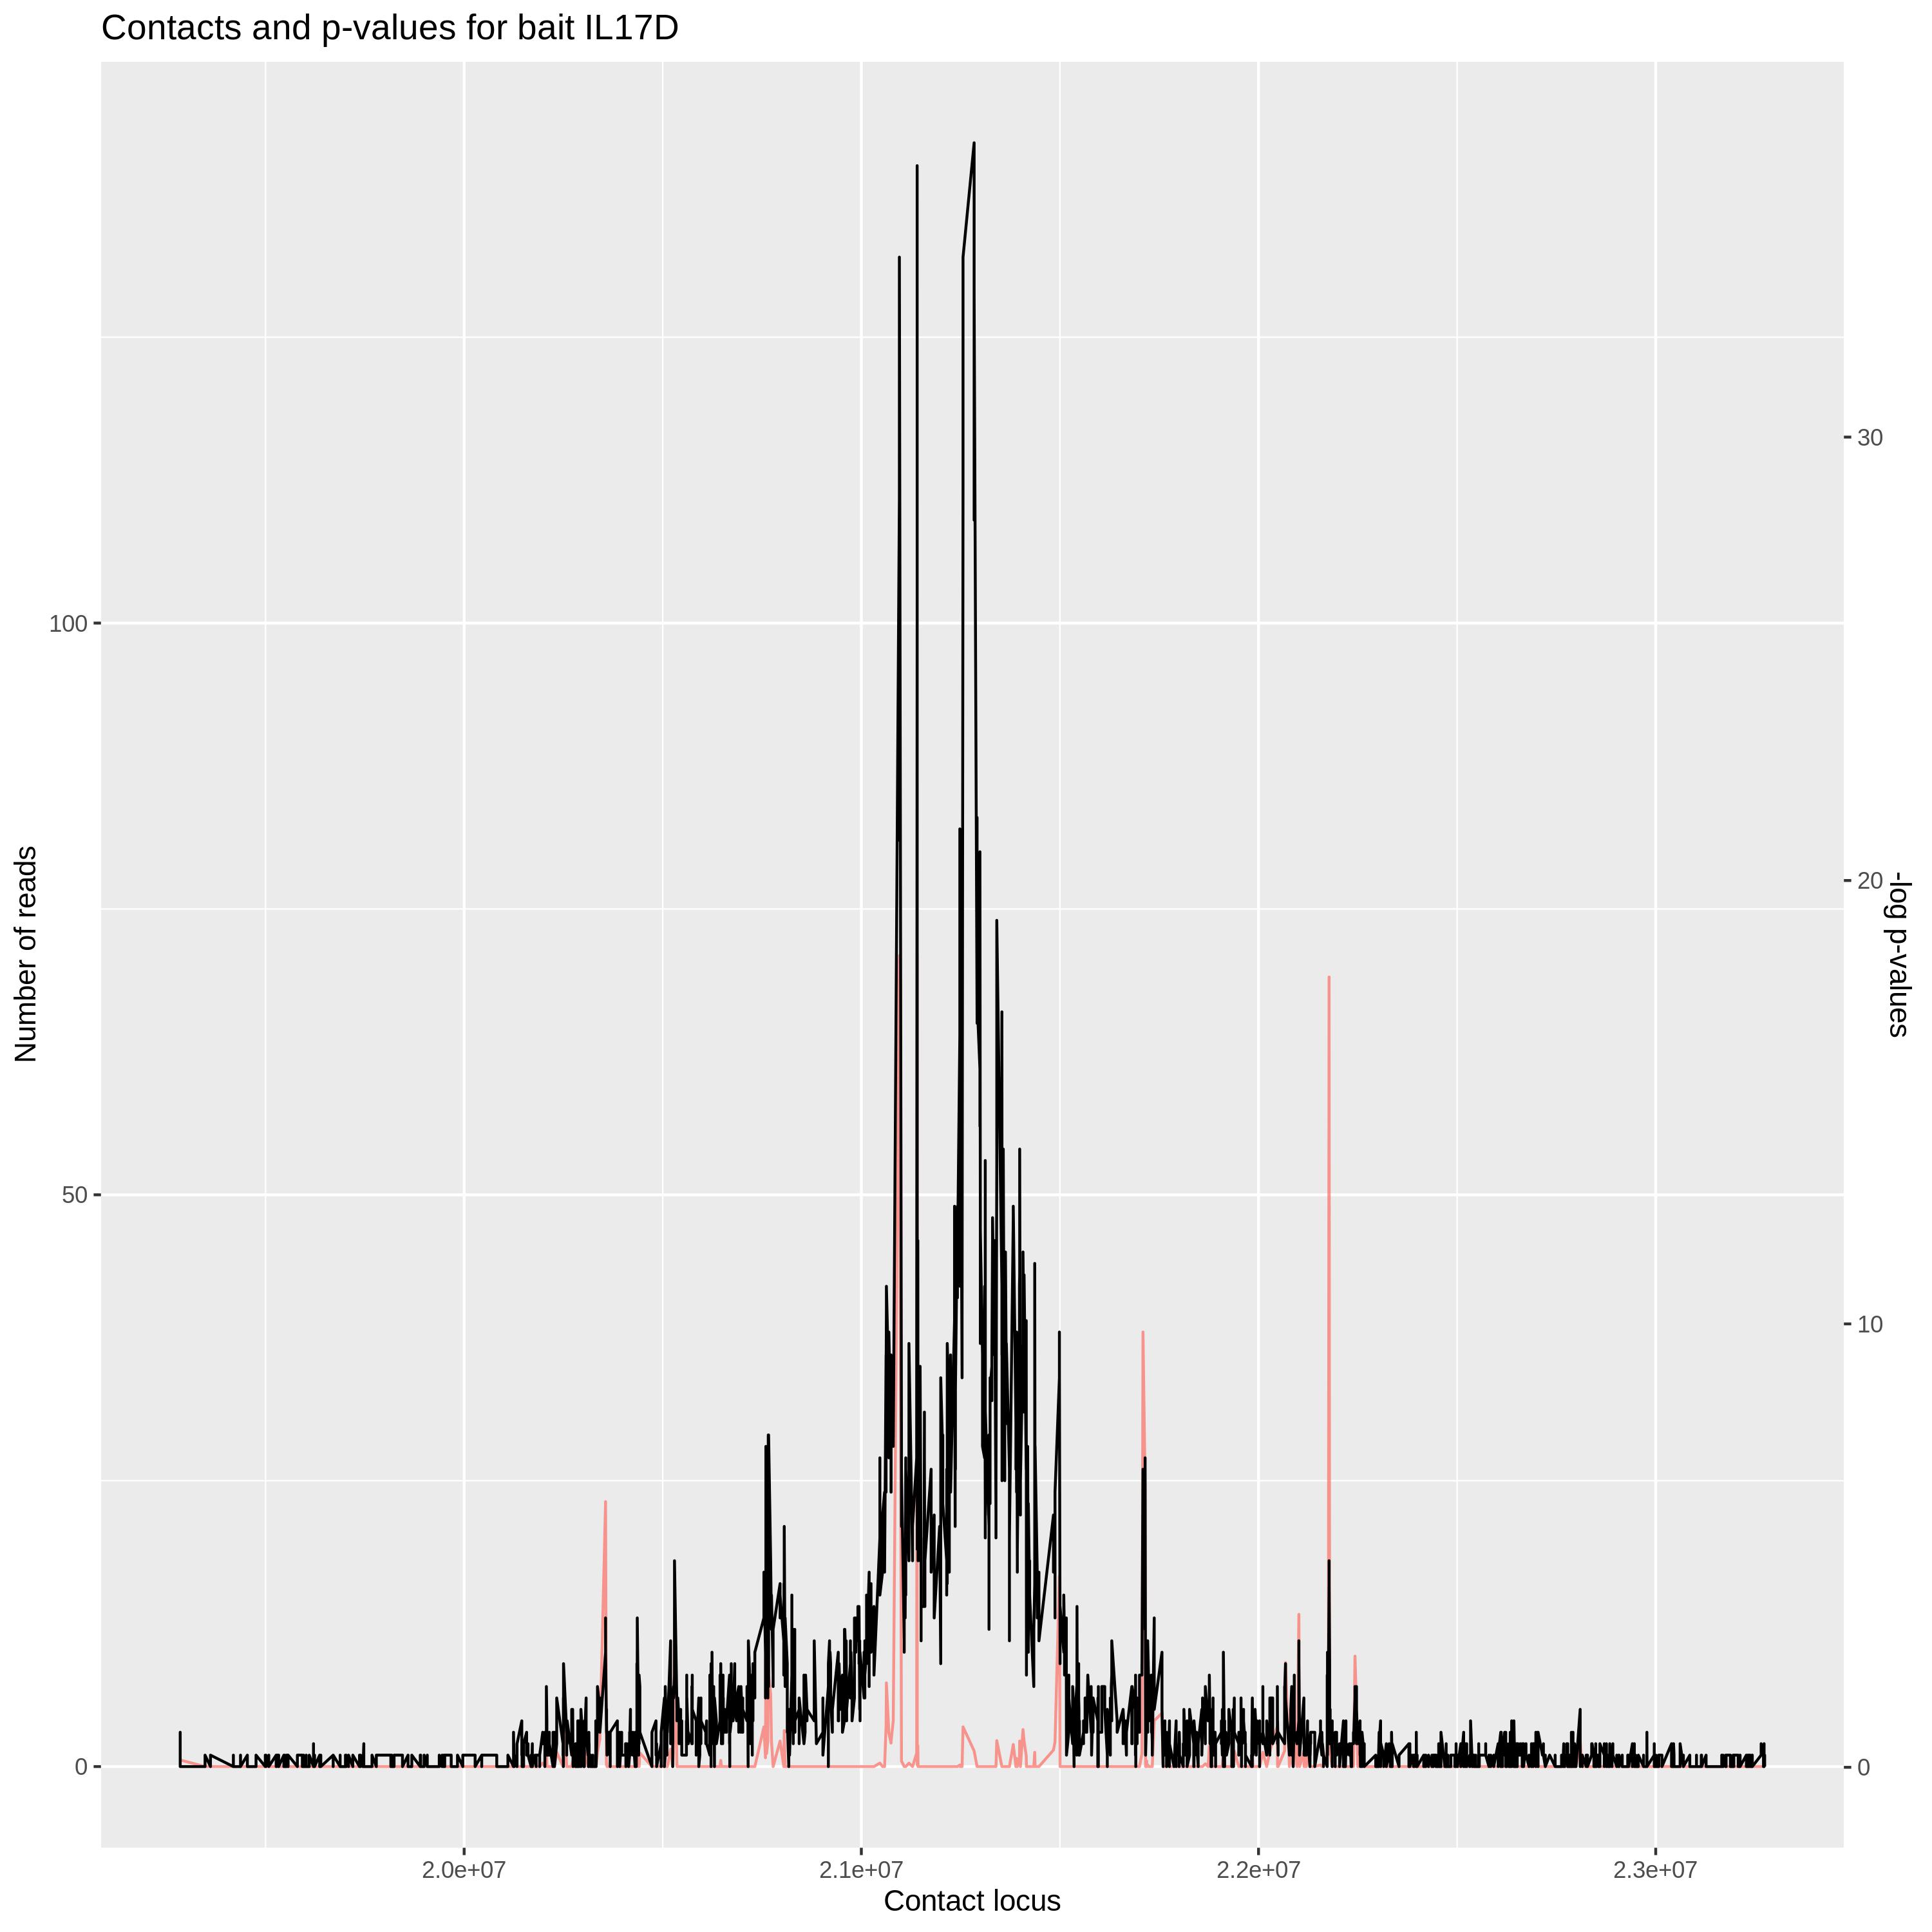 Contacts and p-values for bait IL17D
Number of reads
100
50
0
30
20
10
0
-log p-values
2.0e+07
2.1e+07
2.2e+07
2.3e+07
Contact locus